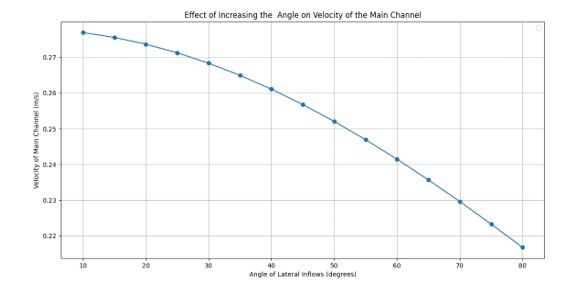 Effect of Increasing the  Angle on Velocity of the Main Channel
Velocity of Main Channel (m/s)
0.27
0.26
0.25
0.24
0.23
0.22
10 20 30 40 50 60 70 80
Angle of Lateral Inflows (degrees)